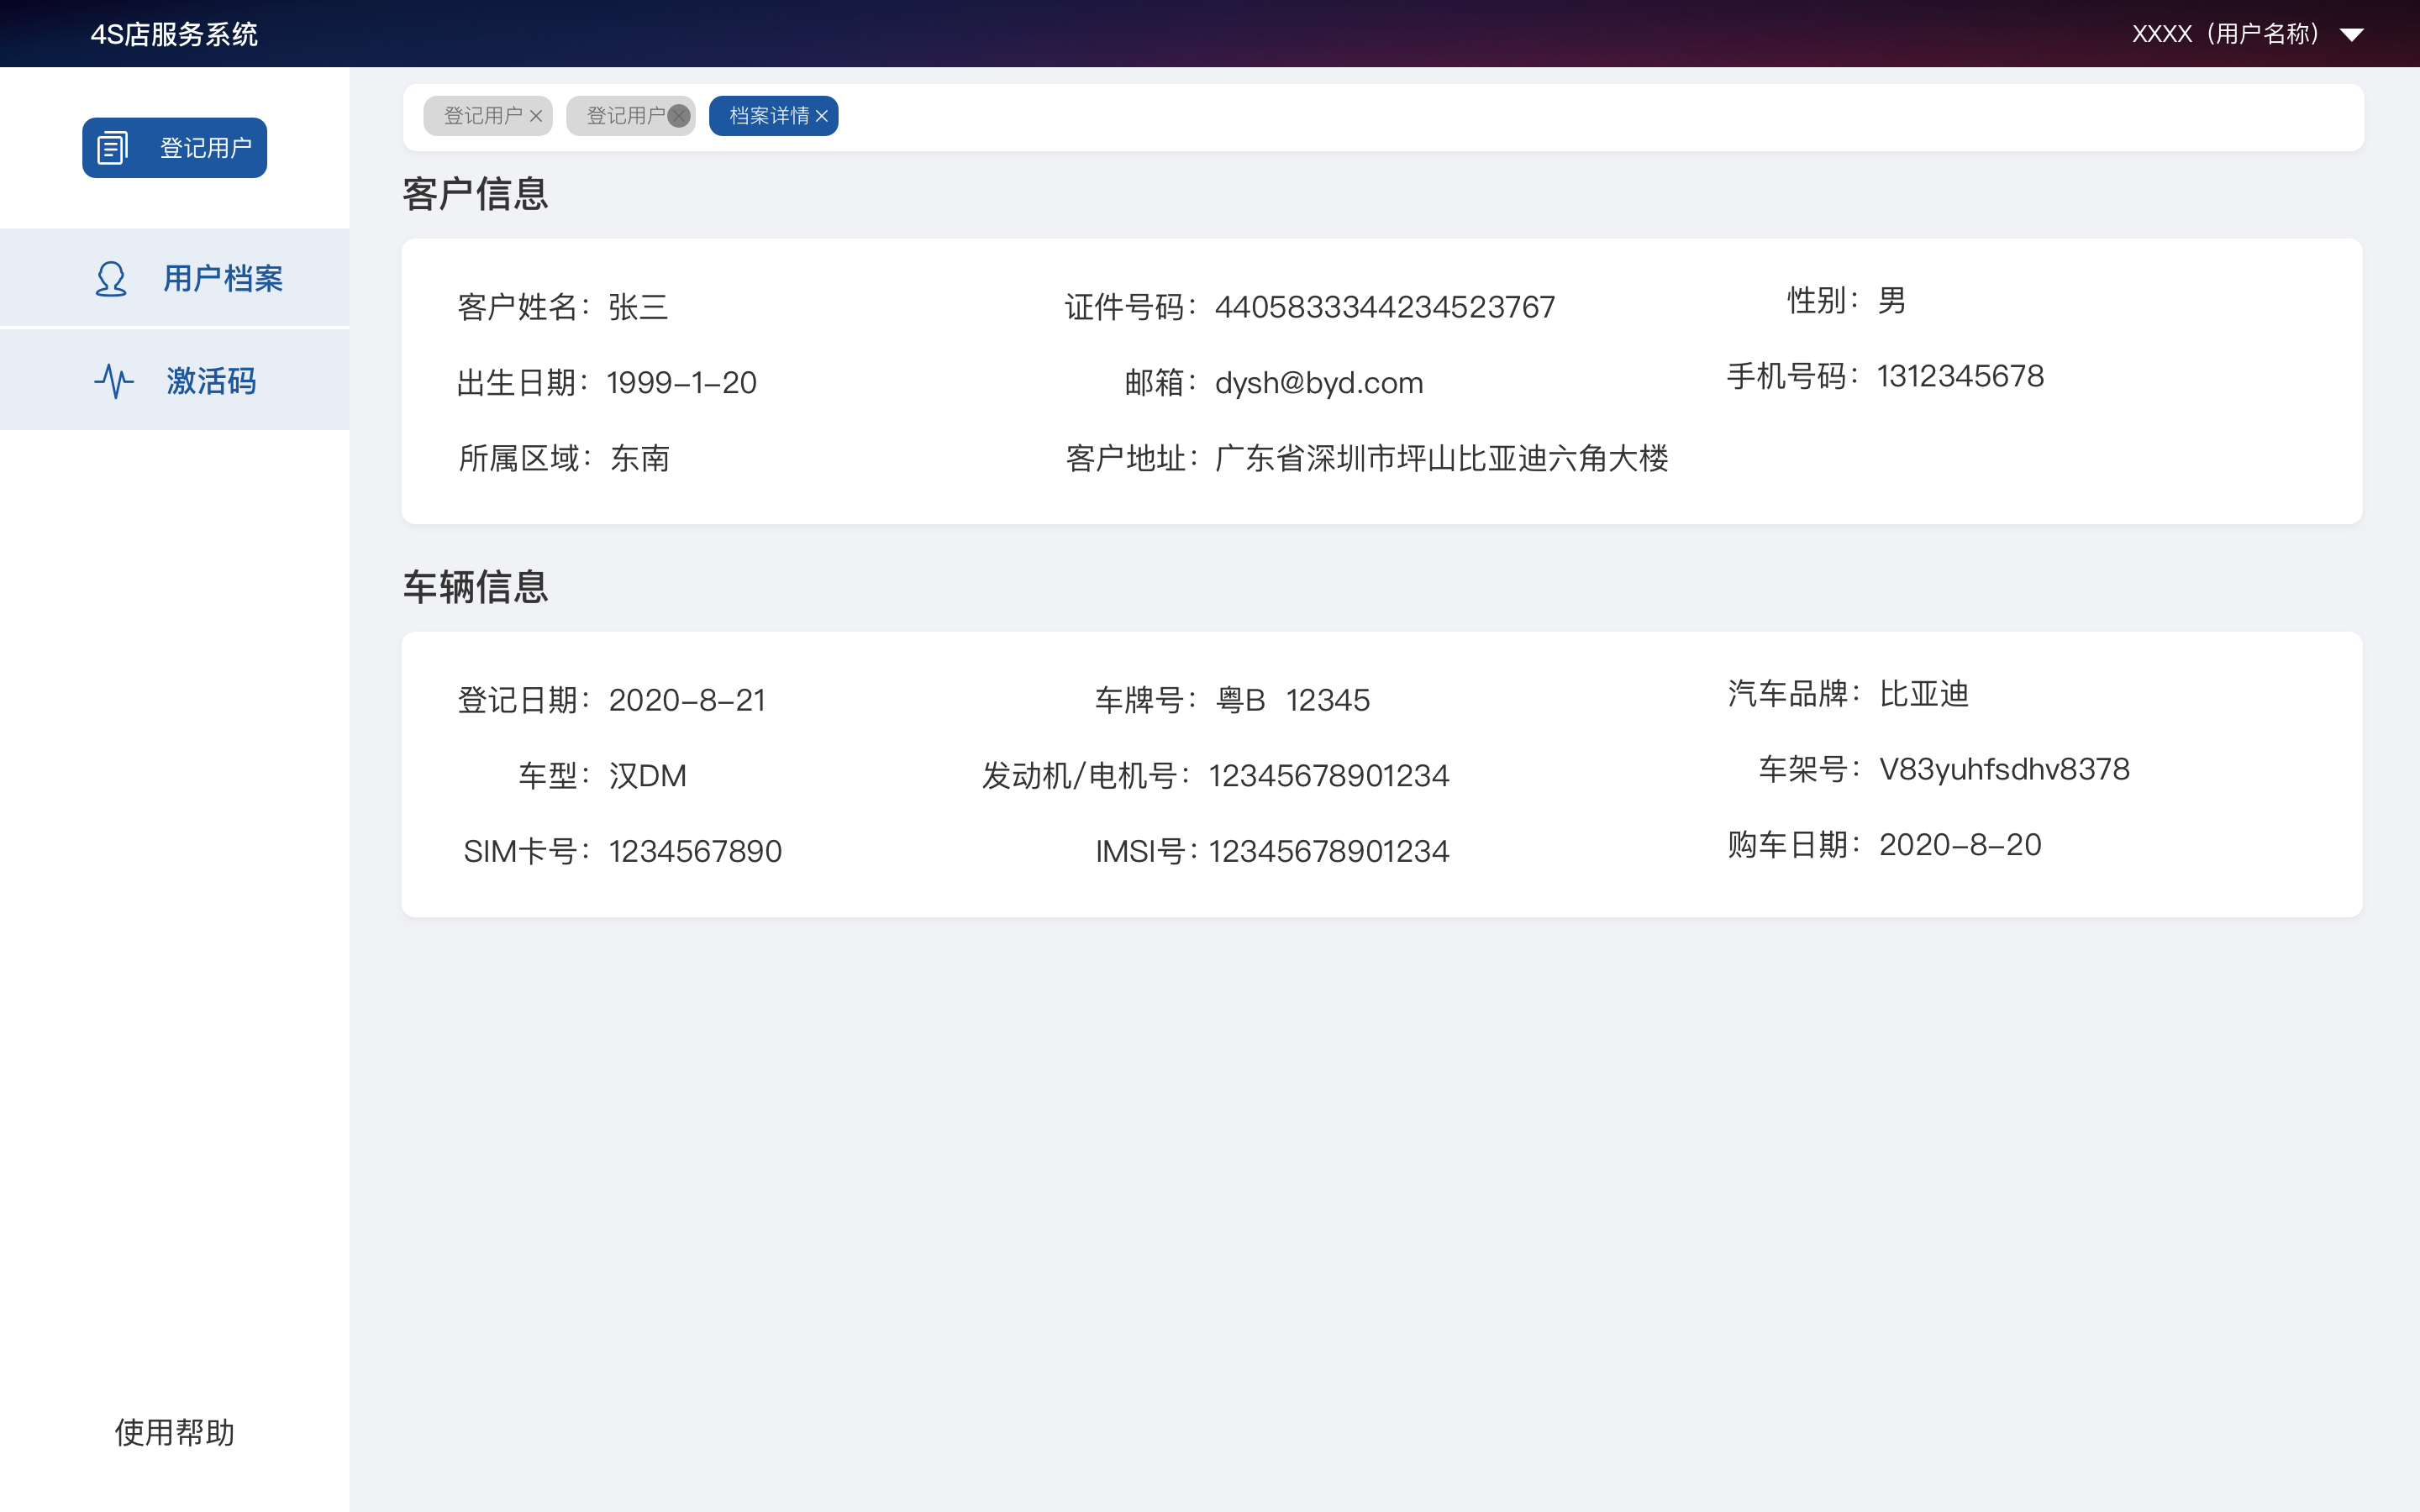 4S店服务系统
XXXX（用户名称）
登记用户
用户档案
激活码
使用帮助
登记用户 登记用户 档案详情
客户信息
客户姓名：张三 证件号码：4405833344234523767 性别：男
出生日期：1999-1-20 邮箱：dysh@byd.com 手机号码：1312345678
所属区域：东南 客户地址：广东省深圳市坪山比亚迪六角大楼
车辆信息
登记日期：2020-8-21 车牌号：粤B 12345 汽车品牌：比亚迪
车型：汉DM 发动机/电机号：12345678901234 车架号：V83yuhfsdhv8378
SIM卡号：1234567890 IMSI号：12345678901234 购车日期：2020-8-20